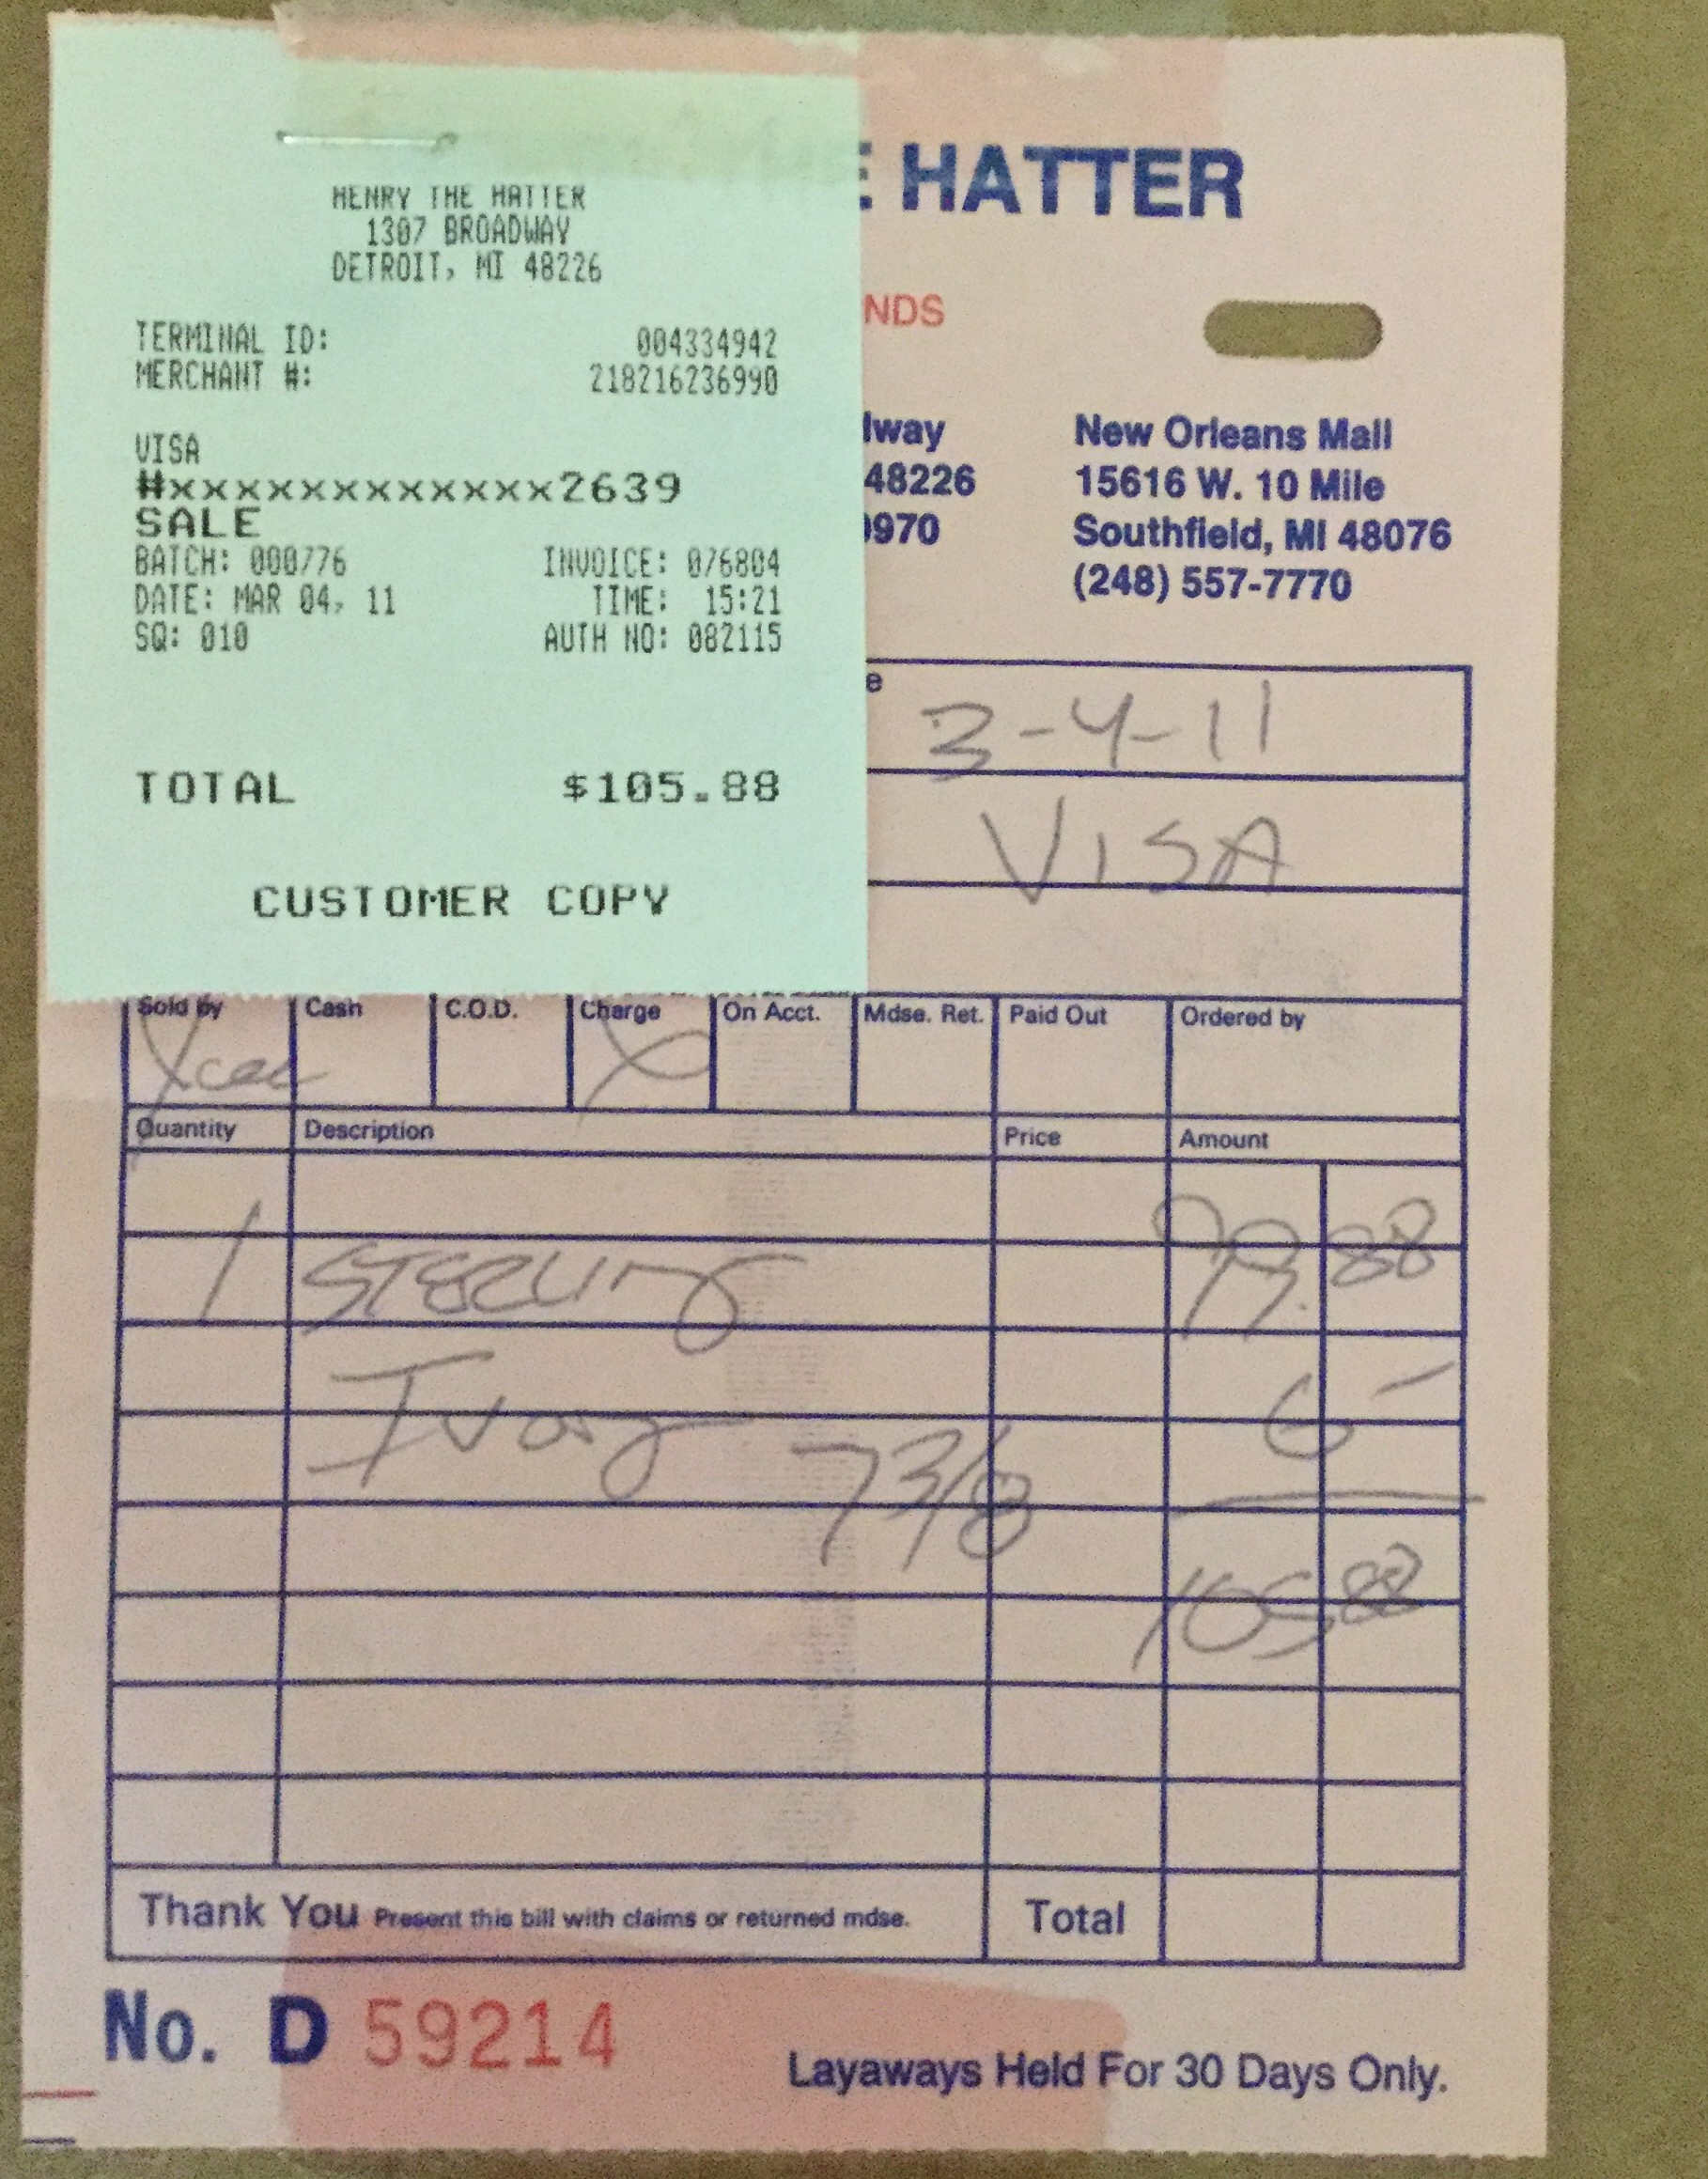 HENRY THE HATTER
1307 BROADWAY
DETROIT, MI 48226
TERMINAL ID: 004334942
MERCHANT #: 218216236990
VISA
#xxxxxxxxxxxx2639
SALE
BATCH: 000776 INVOICE: 076804
DATE: MAR 04, 11 TIME: 15:21
SQ: 010 AUTH NO: 082115
TOTAL $105.88
CUSTOMER COPY
E HATTER
NDS
dway
48226
9970
New Orleans Mall
15616 W. 10 Mile
Southfield, MI 48076
(248) 557-7770
e 3-4-11
VISA
Sold by Cash C.O.D. Charge On Acct. Mdse. Ret. Paid Out Ordered by
X
Quantity Description Price Amount
1 STERLING 99.88
Ivory 6 -
7 3/8
105.88
Thank You Present this bill with claims or returned mdse. Total
No. D 59214
Layaways Held For 30 Days Only.